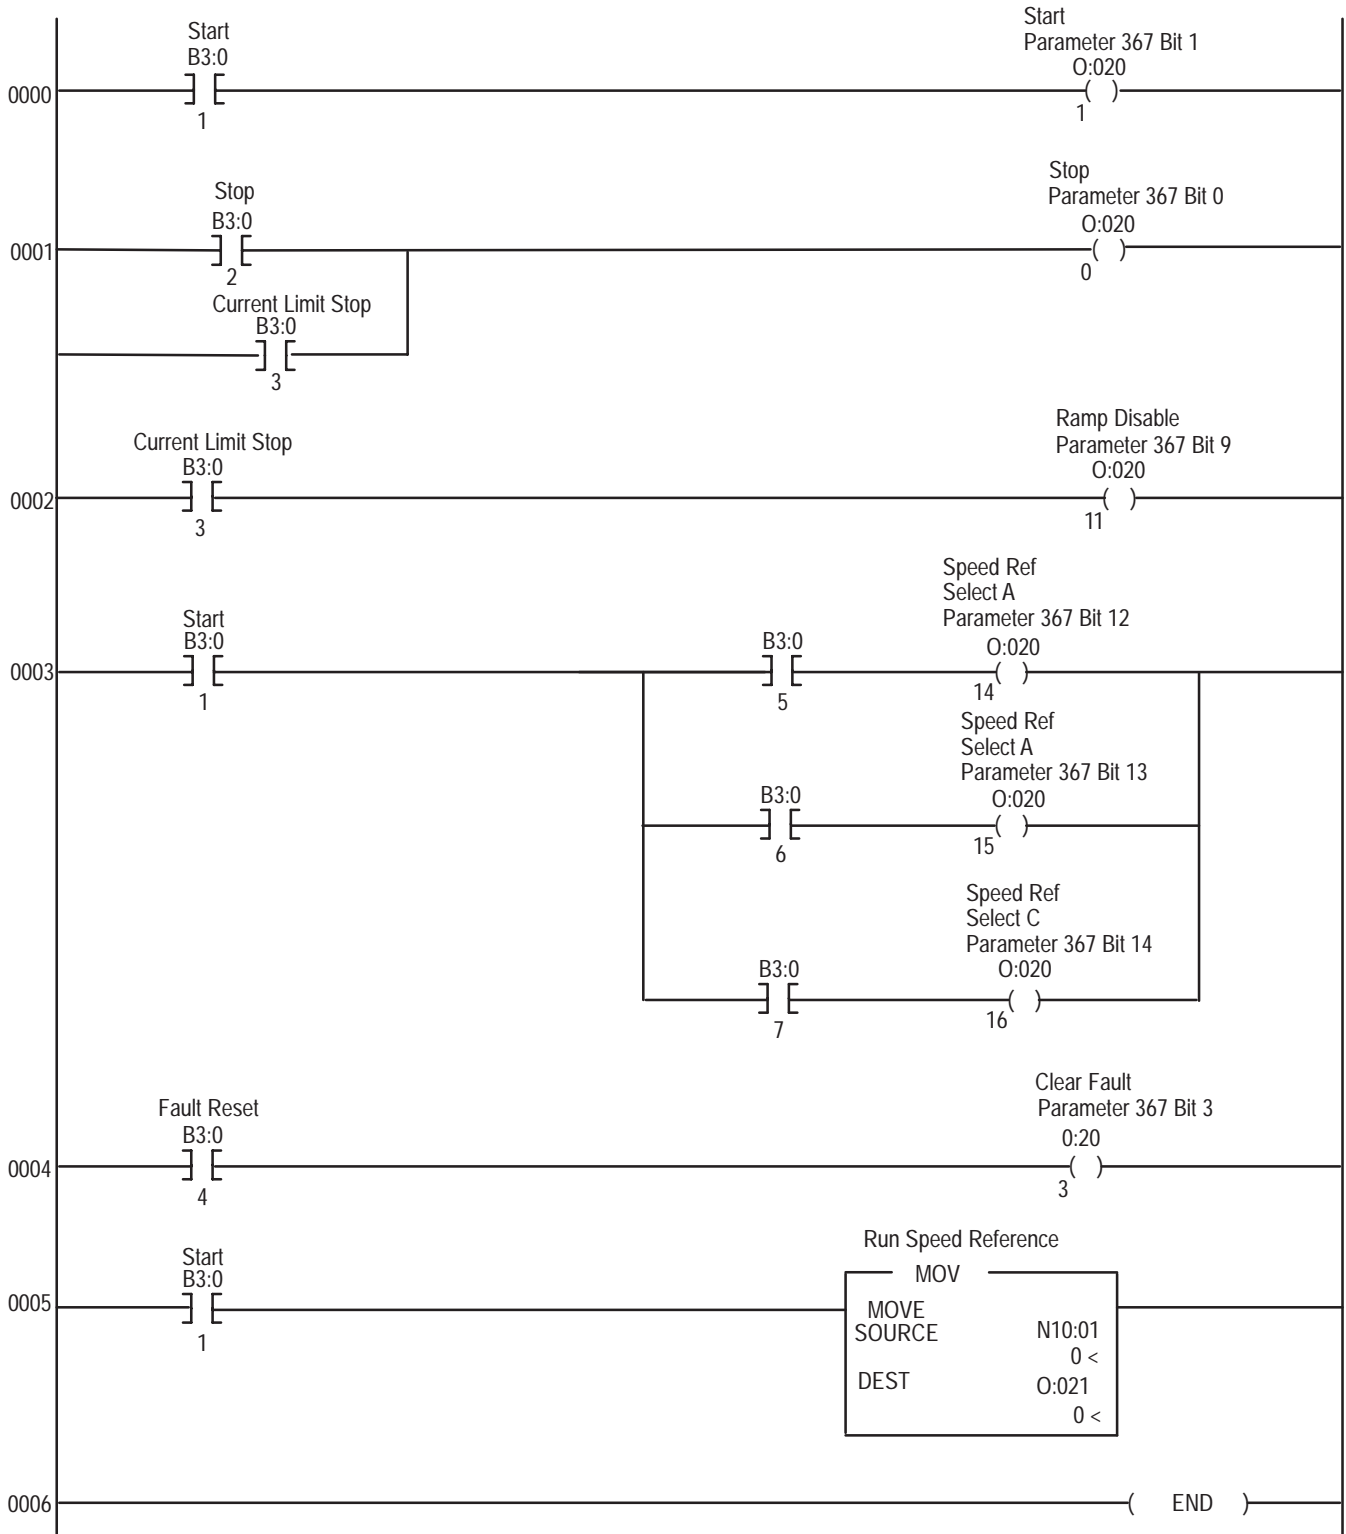 Start
B3:0
1
Start
Parameter 367 Bit 1
O:020
1
0000
Stop
B3:0
2
Stop
Parameter 367 Bit 0
O:020
0
0001
Current Limit Stop
B3:0
3
Current Limit Stop
B3:0
3
Ramp Disable
Parameter 367 Bit 9
O:020
11
0002
Start
B3:0
1
0003
B3:0
5
Speed Ref
Select A
Parameter 367 Bit 12
O:020
14
B3:0
6
Speed Ref
Select A
Parameter 367 Bit 13
O:020
15
B3:0
7
Speed Ref
Select C
Parameter 367 Bit 14
O:020
16
Fault Reset
B3:0
4
Clear Fault
Parameter 367 Bit 3
0:20
3
0004
Start
B3:0
1
0005
Run Speed Reference
MOV
MOVE
SOURCE N10:01
0 <
DEST O:021
0 <
0006
( END )